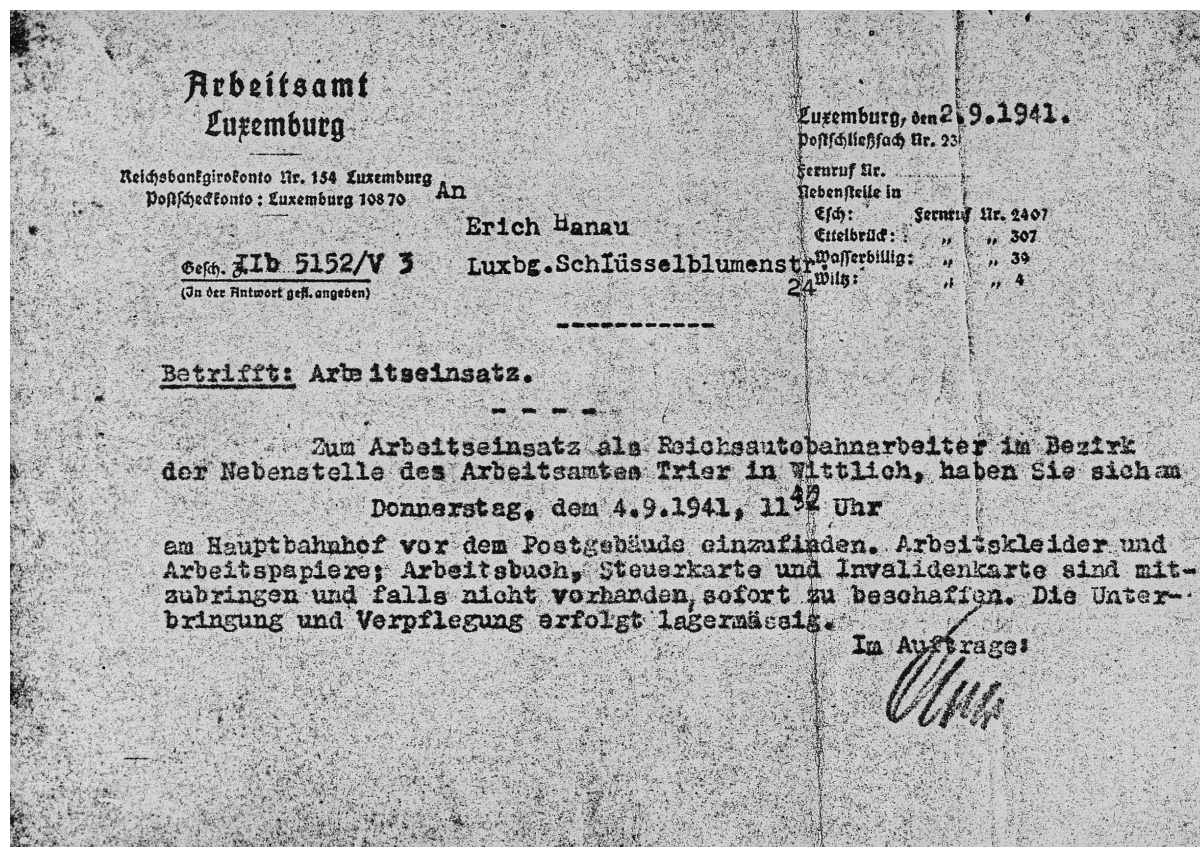 Arbeitsamt
Luxemburg
Reichsbankgirokonto Nr. 154 Luxemburg
Postscheckkonto: Luxemburg 10870
Gesch. Z. IIb 5152/V 3
(In der Antwort gefl. angeben)
Luxemburg, den 2.9.1941.
Postschließfach Nr. 23
Fernruf Nr.
Nebenstelle in
Esch: Fernruf Nr. 2407
Ettelbrück: „ „ 307
Wasserbillig: „ „ 39
Wiltz: „ „ 4
An
Erich Hanau
Luxbg.Schlüsselblumenstr.
24
Betrifft: Arbeitseinsatz.
Zum Arbeitseinsatz als Reichsautobahnarbeiter im Bezirk
der Nebenstelle des Arbeitsamtes Trier in Wittlich, haben Sie sich am
Donnerstag, dem 4.9.1941, 11 Uhr
am Hauptbahnhof vor dem Postgebäude einzufinden. Arbeitskleider und
Arbeitspapiere; Arbeitsbuch, Steuerkarte und Invalidenkarte sind mit-
zubringen und falls nicht vorhanden, sofort zu beschaffen. Die Unter-
bringung und Verpflegung erfolgt lagermässig.
Im Auftrage: